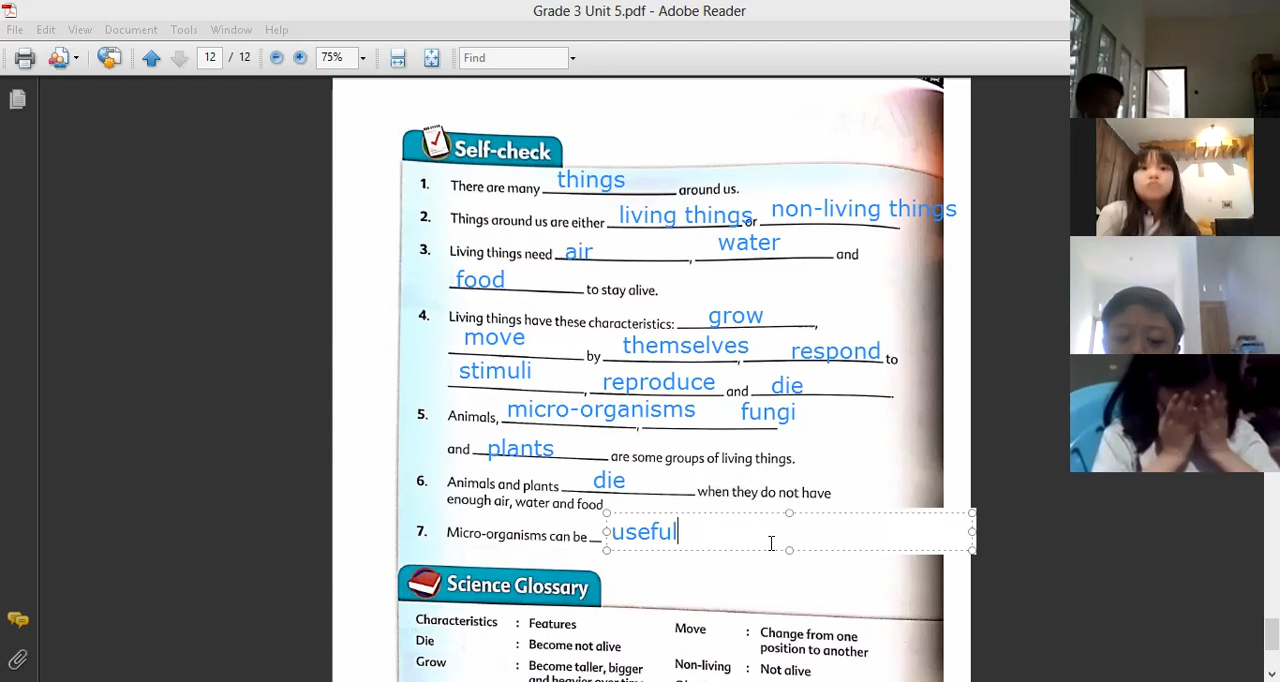 Grade 3 Unit 5.pdf - Adobe Reader
File Edit View Document Tools Window Help
12 / 12 75% Find
Self-check
1. There are many things around us.
2. Things around us are either living things or non-living things
3. Living things need air, water and
food to stay alive.
4. Living things have these characteristics: grow,
move by themselves, respond to
stimuli, reproduce and die.
5. Animals, micro-organisms, fungi
and plants are some groups of living things.
6. Animals and plants die when they do not have
enough air, water and food
7. Micro-organisms can be useful
Science Glossary
Characteristics : Features
Die : Become not alive
Grow : Become taller, bigger
and heavier over time
Move : Change from one
position to another
Non-living : Not alive